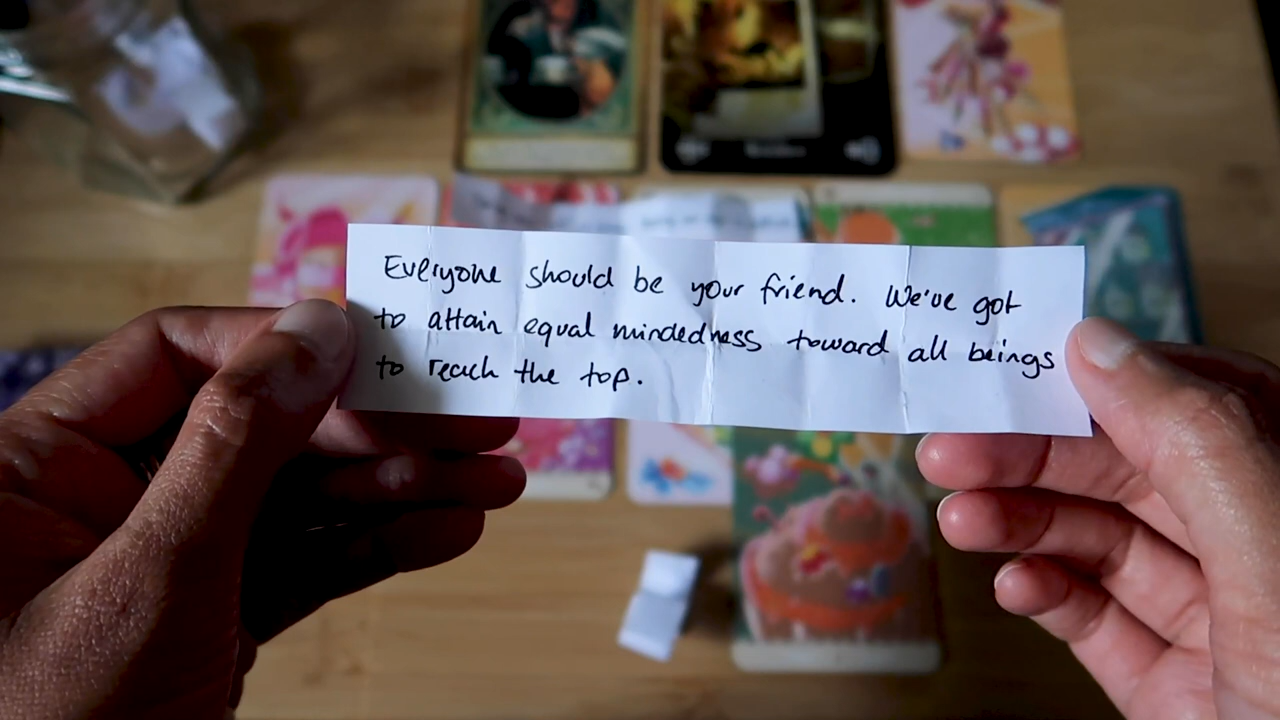 Everyone should be your friend. We've got
to attain equal mindedness toward all beings
to reach the top.